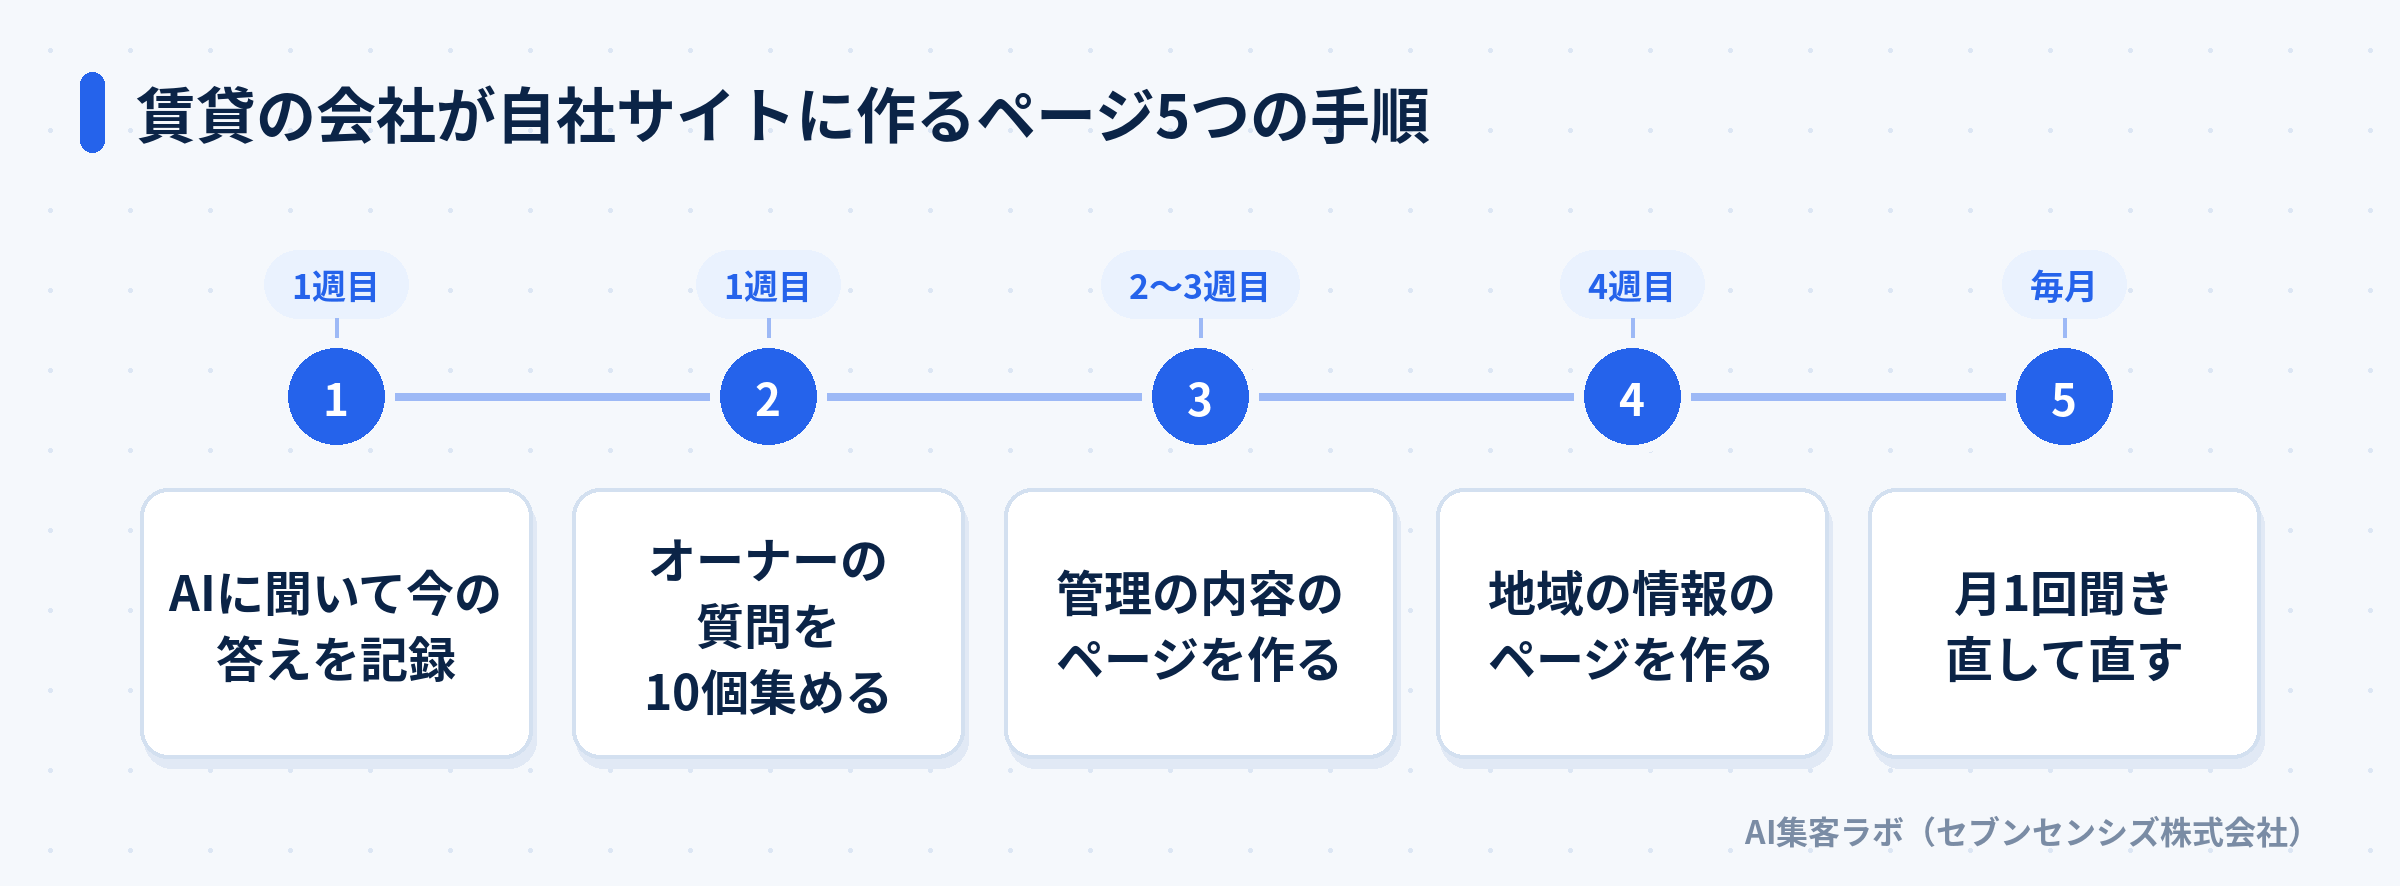 賃貸の会社が自社サイトに作るページ5つの手順
1週目
1週目
2〜3週目
4週目
毎月
1
2
3
4
5
AIに聞いて今の
答えを記録
オーナーの
質問を
10個集める
管理の内容の
ページを作る
地域の情報の
ページを作る
月1回聞き
直して直す
AI集客ラボ（セブンセンシズ株式会社）